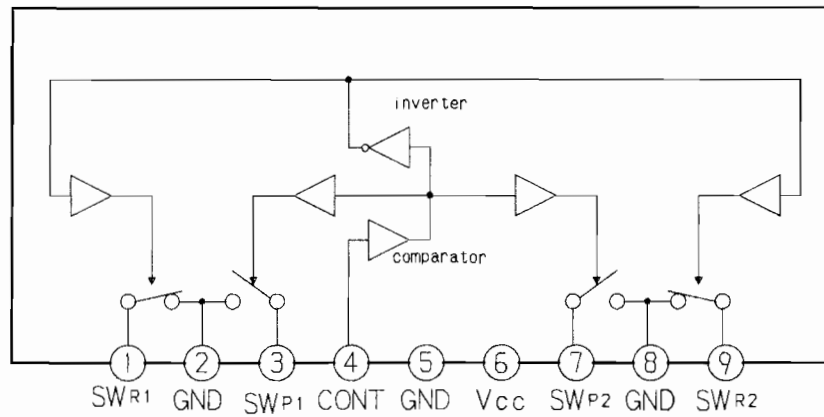 inverter
comparator
1 2 3 4 5 6 7 8 9
SWR1 GND SWP1 CONT GND Vcc SWP2 GND SWR2